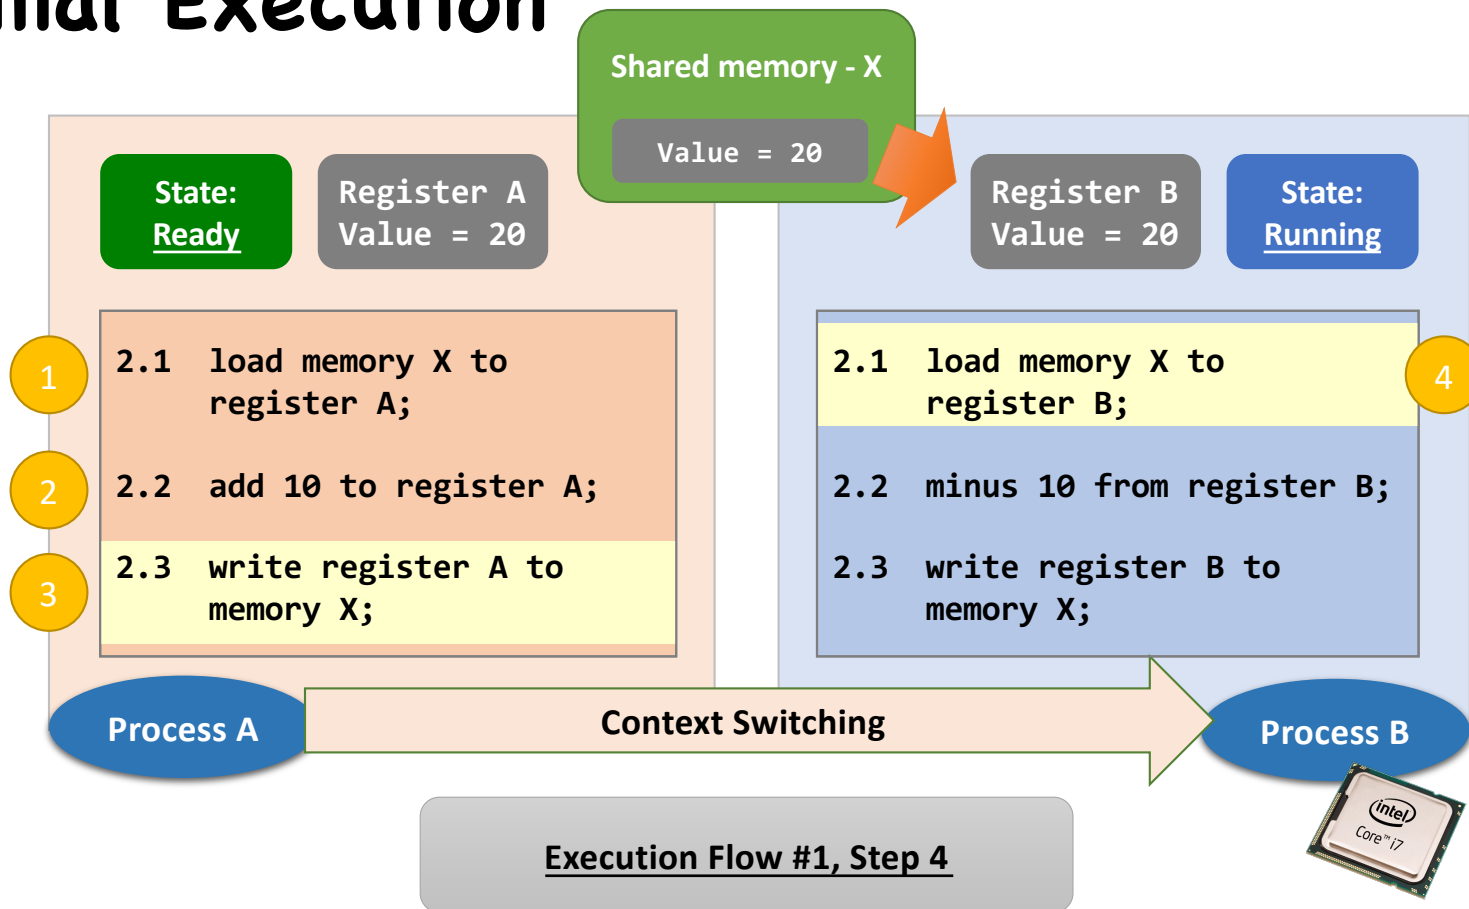 nal Execution
Shared memory - X
Value = 20
State:
Ready
Register A
Value = 20
Register B
Value = 20
State:
Running
1
2.1 load memory X to
register A;
2
2.2 add 10 to register A;
3
2.3 write register A to
memory X;
2.1 load memory X to
register B;
4
2.2 minus 10 from register B;
2.3 write register B to
memory X;
Process A
Context Switching
Process B
intel
Core™ i7
Execution Flow #1, Step 4